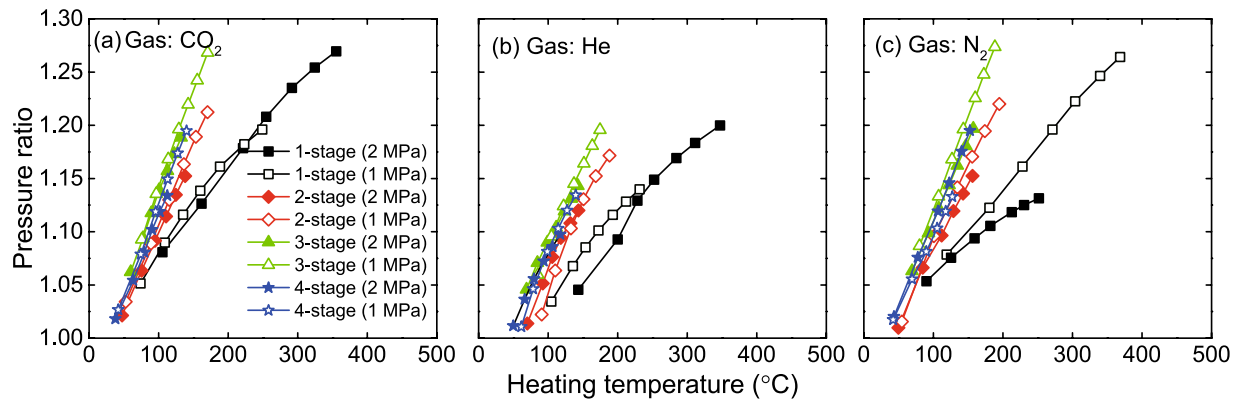 (a) Gas: CO₂
(b) Gas: He
(c) Gas: N₂
Pressure ratio
1.30
1.25
1.20
1.15
1.10
1.05
1.00
1-stage (2 MPa)
1-stage (1 MPa)
2-stage (2 MPa)
2-stage (1 MPa)
3-stage (2 MPa)
3-stage (1 MPa)
4-stage (2 MPa)
4-stage (1 MPa)
0 100 200 300 400 500
0 100 200 300 400 500
0 100 200 300 400 500
Heating temperature (°C)